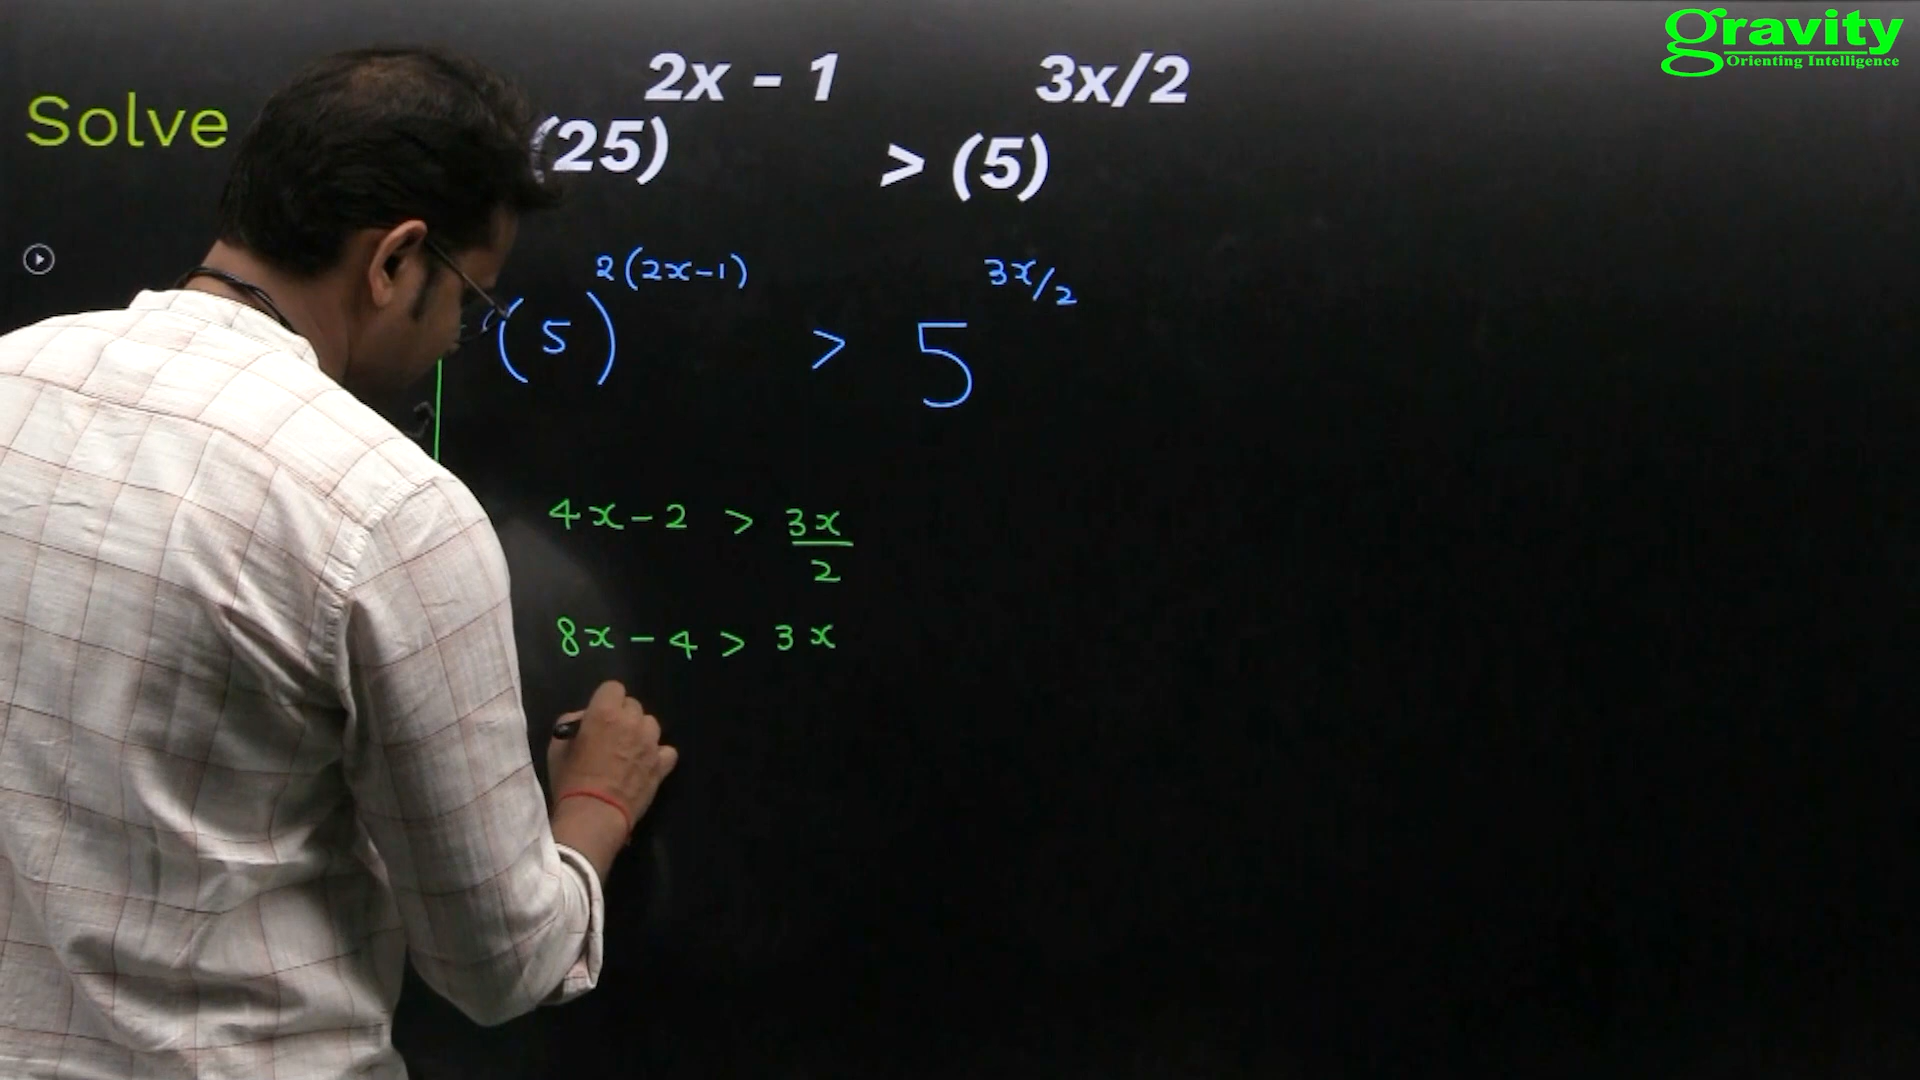 gravity
Orienting Intelligence
Solve (25)^2x - 1 > (5)^3x/2
(5)^2(2x-1) > 5^3x/2
4x - 2 > 3x/2
8x - 4 > 3x